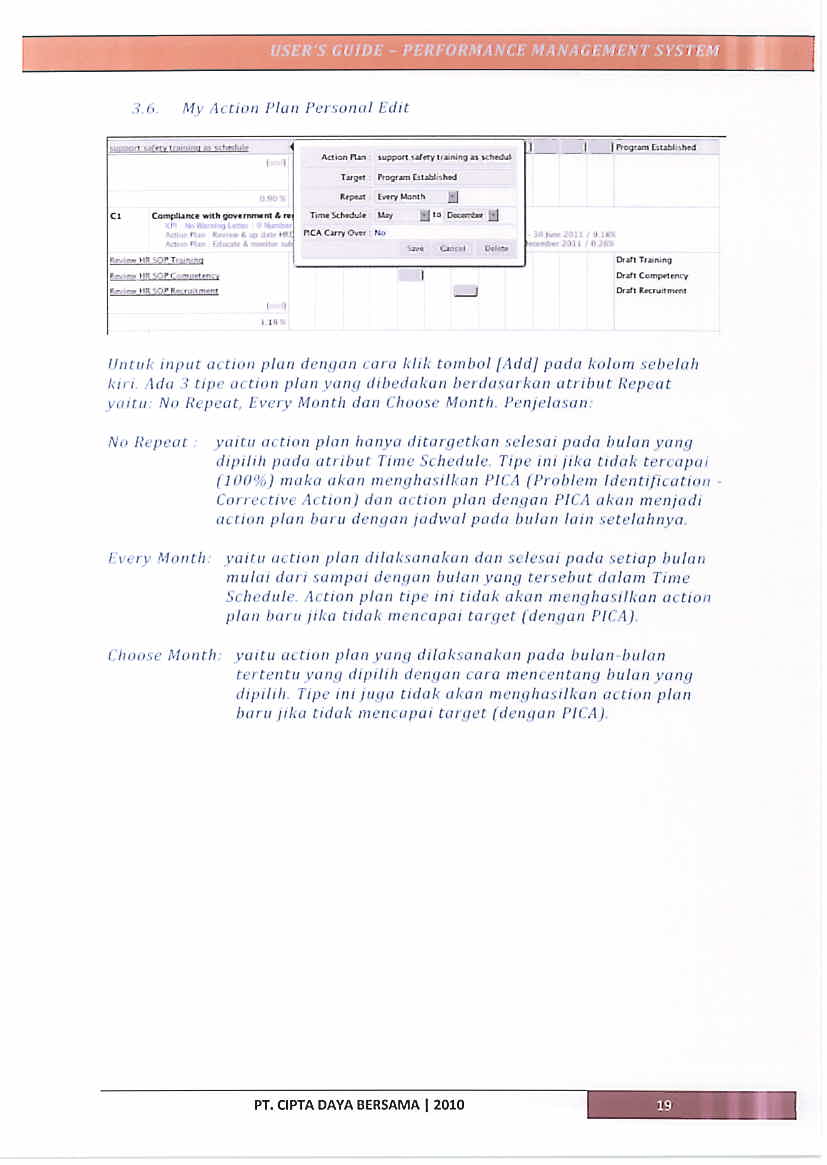 USER'S GUIDE – PERFORMANCE MANAGEMENT SYSTEM
3.6. My Action Plan Personal Edit
support safety training as schedule
[add]
0.90 %
Action Plan : support safety training as schedul
Target : Program Established
Repeat : Every Month
Time Schedule : May to December
PICA Carry Over : No
Save Cancel Delete
Program Established
C1 Compliance with government & re
KPI : No Warning Letter : 0 Number
Action Plan : Review & up date HRD - 30 June 2011 / 0.18%
Action Plan : Educate & monitor sub ecember 2011 / 0.26%
Review HR SOP Training Draft Training
Review HR SOP Competency Draft Competency
Review HR SOP Recruitment Draft Recruitment
[add]
1.18 %
Untuk input action plan dengan cara klik tombol [Add] pada kolom sebelah
kiri. Ada 3 tipe action plan yang dibedakan berdasarkan atribut Repeat
yaitu: No Repeat, Every Month dan Choose Month. Penjelasan:
No Repeat : yaitu action plan hanya ditargetkan selesai pada bulan yang
dipilih pada atribut Time Schedule. Tipe ini jika tidak tercapai
(100%) maka akan menghasilkan PICA (Problem Identification -
Corrective Action) dan action plan dengan PICA akan menjadi
action plan baru dengan jadwal pada bulan lain setelahnya.
Every Month: yaitu action plan dilaksanakan dan selesai pada setiap bulan
mulai dari sampai dengan bulan yang tersebut dalam Time
Schedule. Action plan tipe ini tidak akan menghasilkan action
plan baru jika tidak mencapai target (dengan PICA).
Choose Month: yaitu action plan yang dilaksanakan pada bulan-bulan
tertentu yang dipilih dengan cara mencentang bulan yang
dipilih. Tipe ini juga tidak akan menghasilkan action plan
baru jika tidak mencapai target (dengan PICA).
PT. CIPTA DAYA BERSAMA | 2010
19